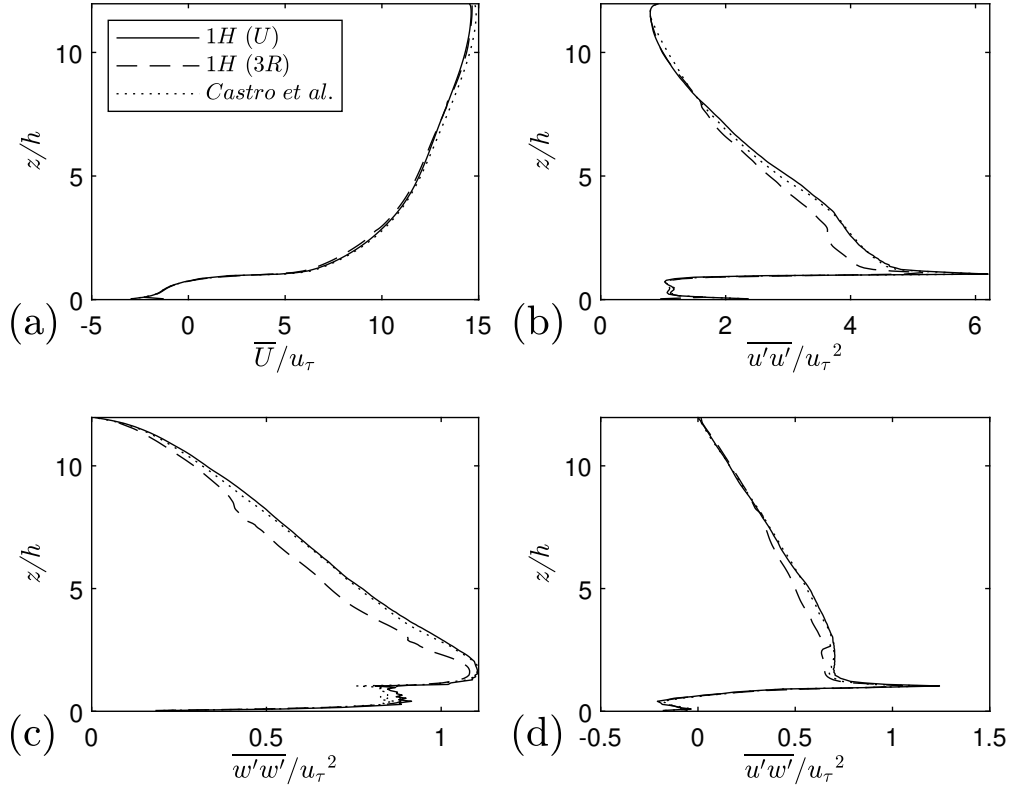 1H (U)
1H (3R)
Castro et al.
10
5
0
z/h
-5 0 5 10 15
(a)
U̅/uτ
10
5
0
z/h
0 2 4 6
(b)
u'u'‾/uτ²
10
5
0
z/h
0 0.5 1
(c)
w'w'‾/uτ²
10
5
0
z/h
-0.5 0 0.5 1 1.5
(d)
u'w'‾/uτ²